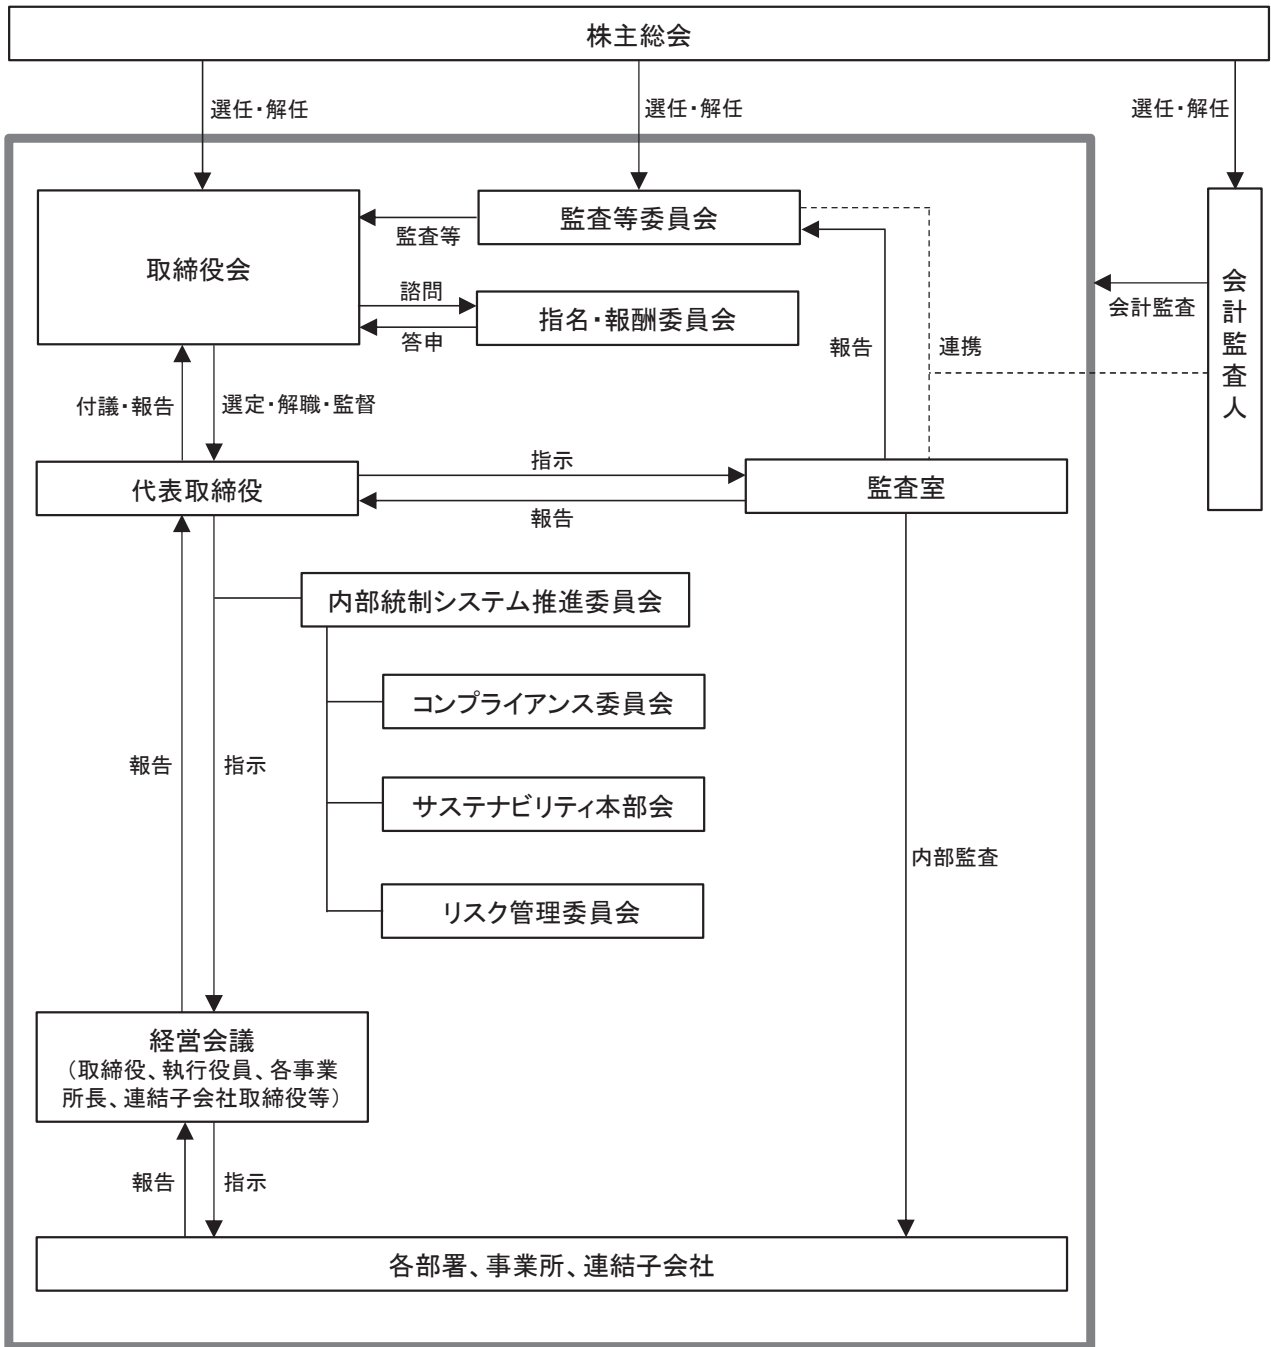 株主総会
選任・解任
選任・解任
選任・解任
取締役会
監査等委員会
監査等
諮問
答申
指名・報酬委員会
報告
連携
会計監査
会計監査人
付議・報告
選定・解職・監督
代表取締役
指示
報告
監査室
内部統制システム推進委員会
コンプライアンス委員会
サステナビリティ本部会
リスク管理委員会
報告
指示
内部監査
経営会議
（取締役、執行役員、各事業
所長、連結子会社取締役等）
報告
指示
各部署、事業所、連結子会社